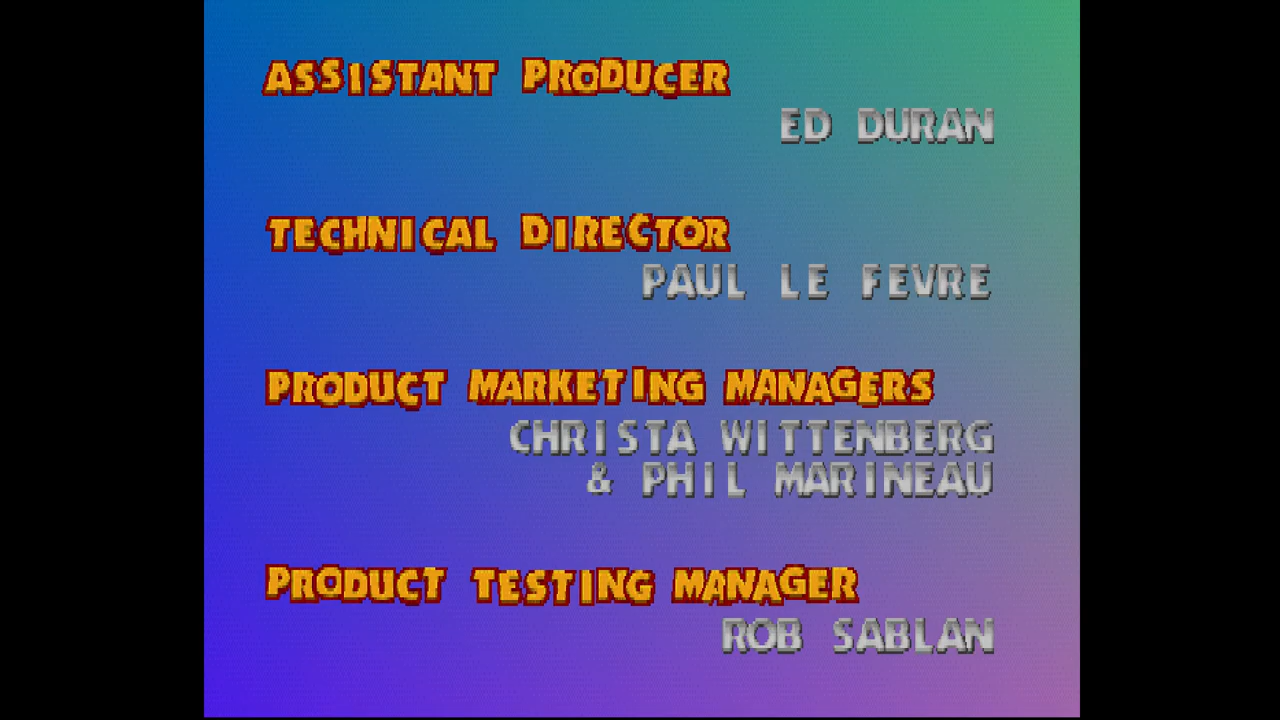 ASSISTANT PRODUCER
ED DURAN
TECHNICAL DIRECTOR
PAUL LE FEVRE
PRODUCT MARKETING MANAGERS
CHRISTA WITTENBERG
& PHIL MARINEAU
PRODUCT TESTING MANAGER
ROB SABLAN